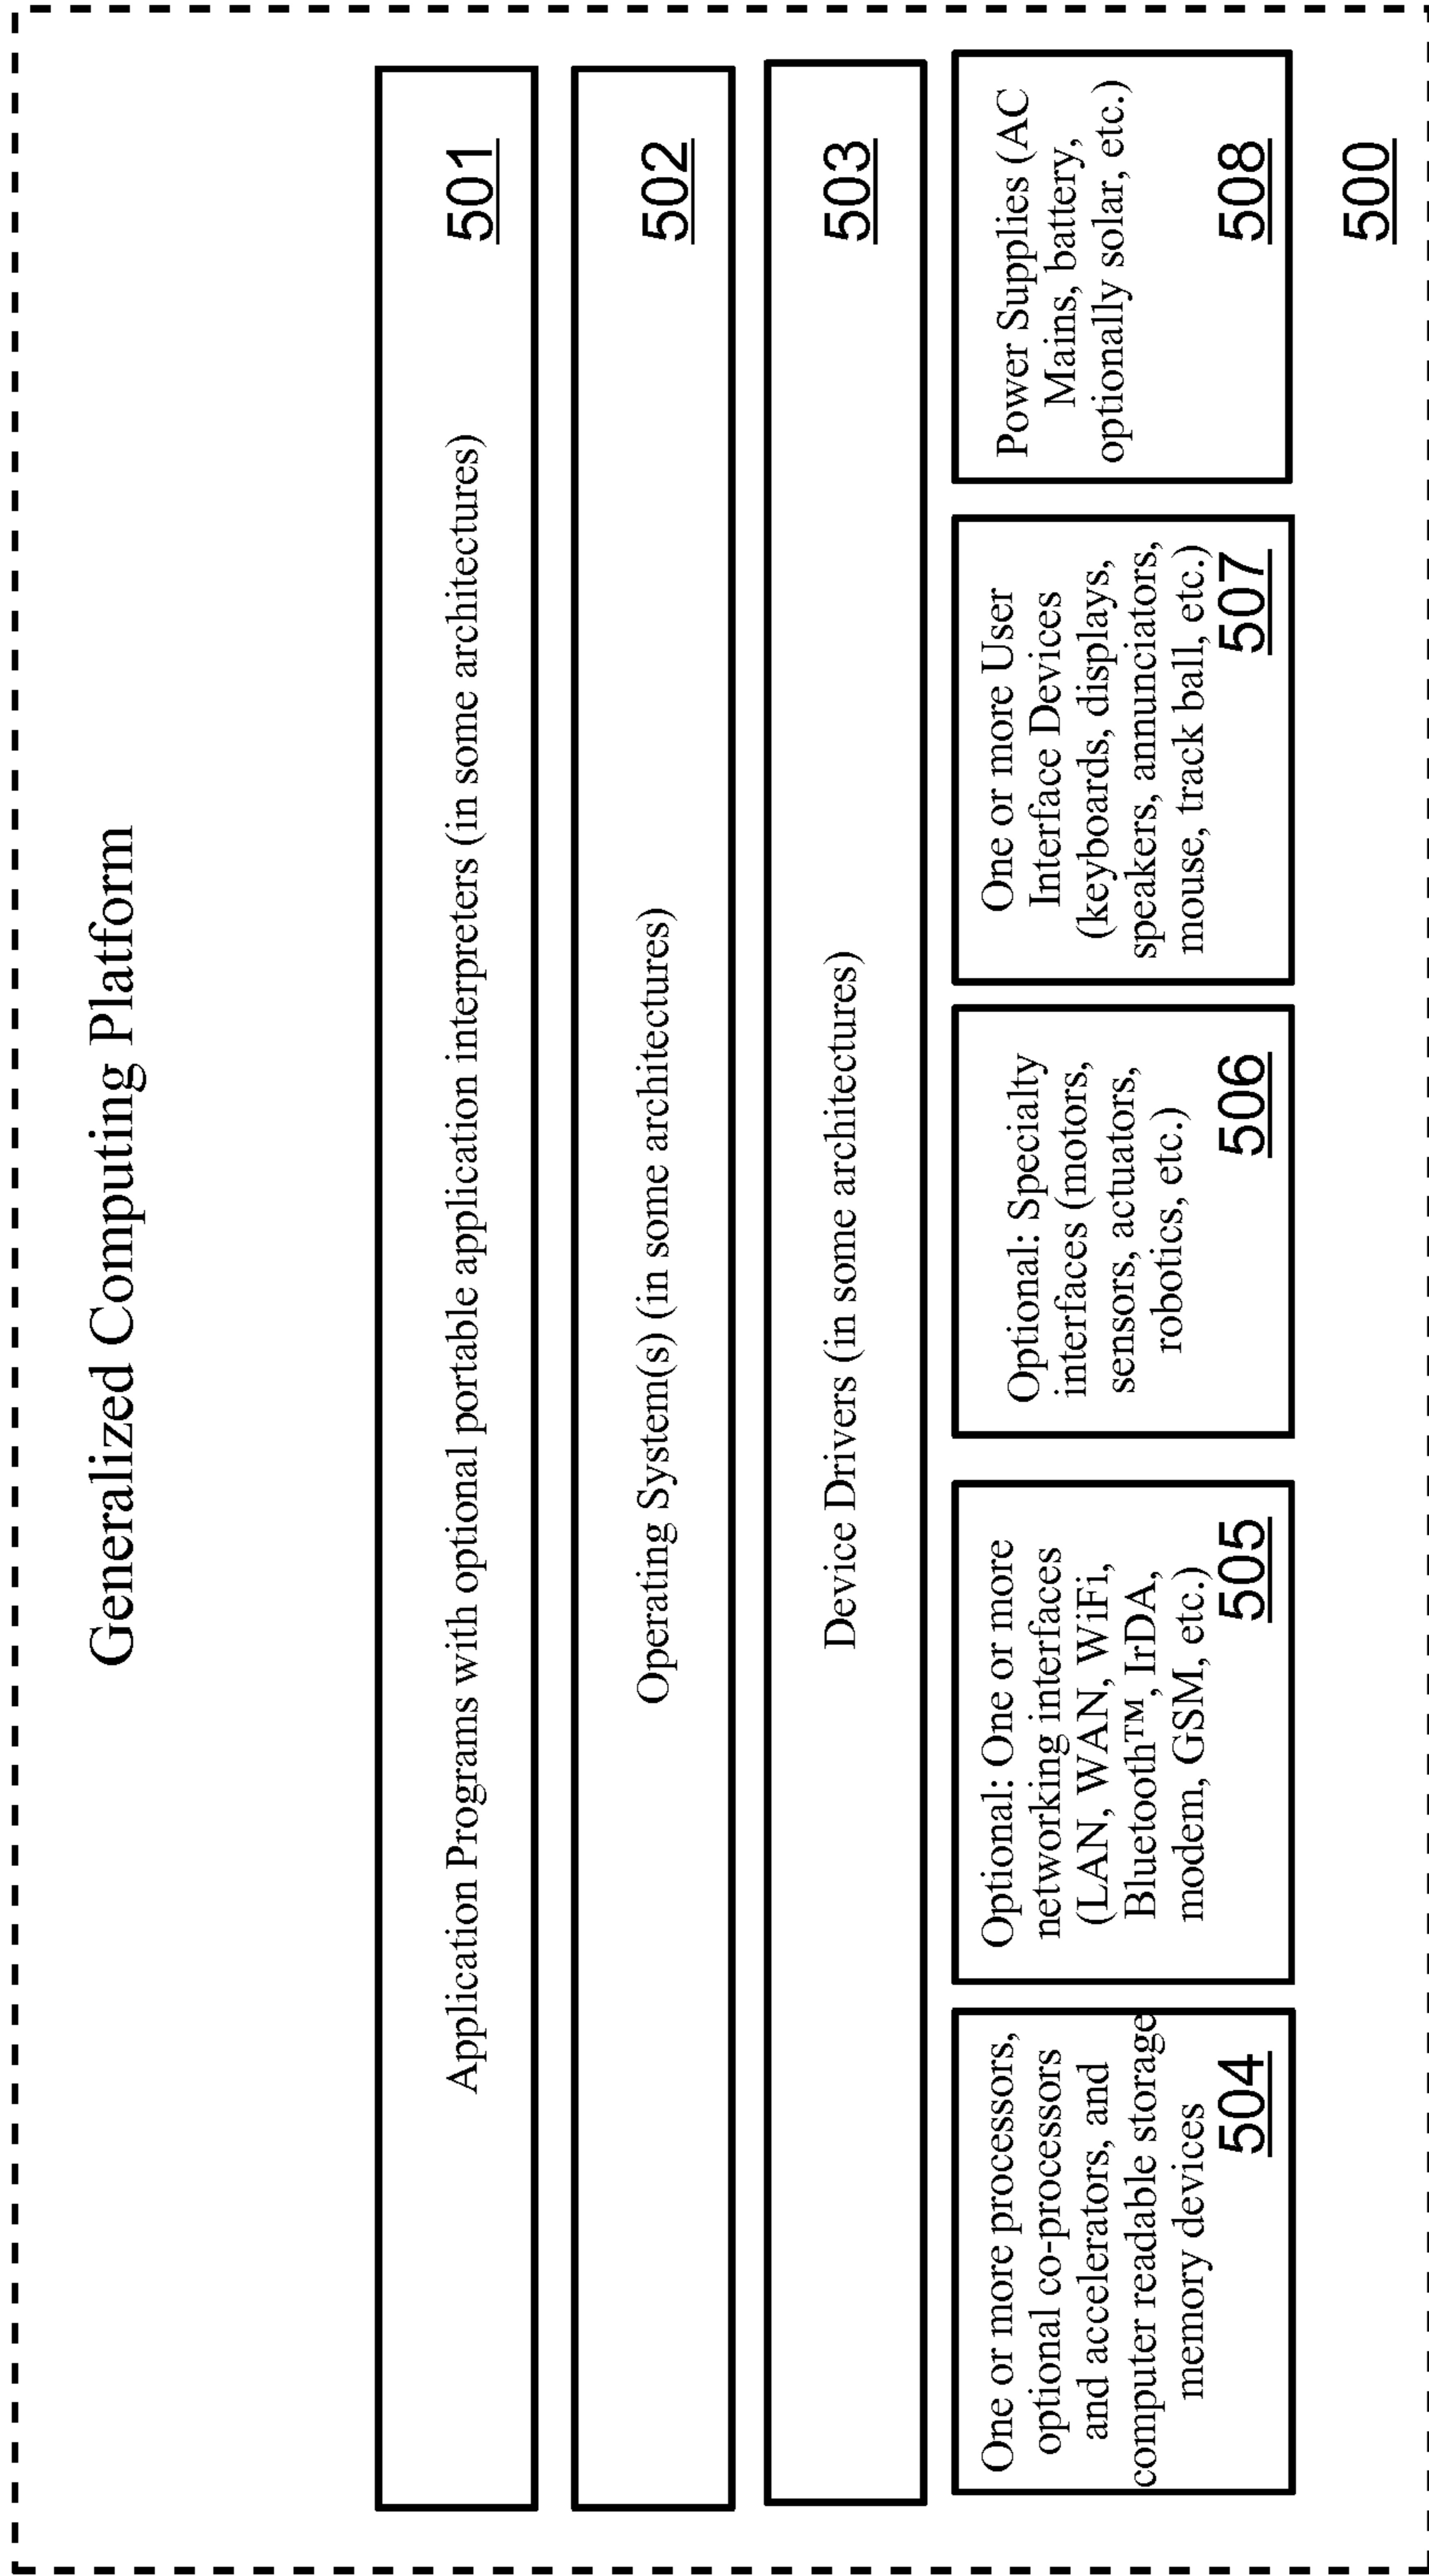 Generalized Computing Platform
Application Programs with optional portable application interpreters (in some architectures)
501
Operating System(s) (in some architectures)
502
Device Drivers (in some architectures)
503
One or more processors,
optional co-processors
and accelerators, and
computer readable storage
memory devices
504
Optional: One or more
networking interfaces
(LAN, WAN, WiFi,
Bluetooth™, IrDA,
modem, GSM, etc.)
505
Optional: Specialty
interfaces (motors,
sensors, actuators,
robotics, etc.)
506
One or more User
Interface Devices
(keyboards, displays,
speakers, annunciators,
mouse, track ball, etc.)
507
Power Supplies (AC
Mains, battery,
optionally solar, etc.)
508
500